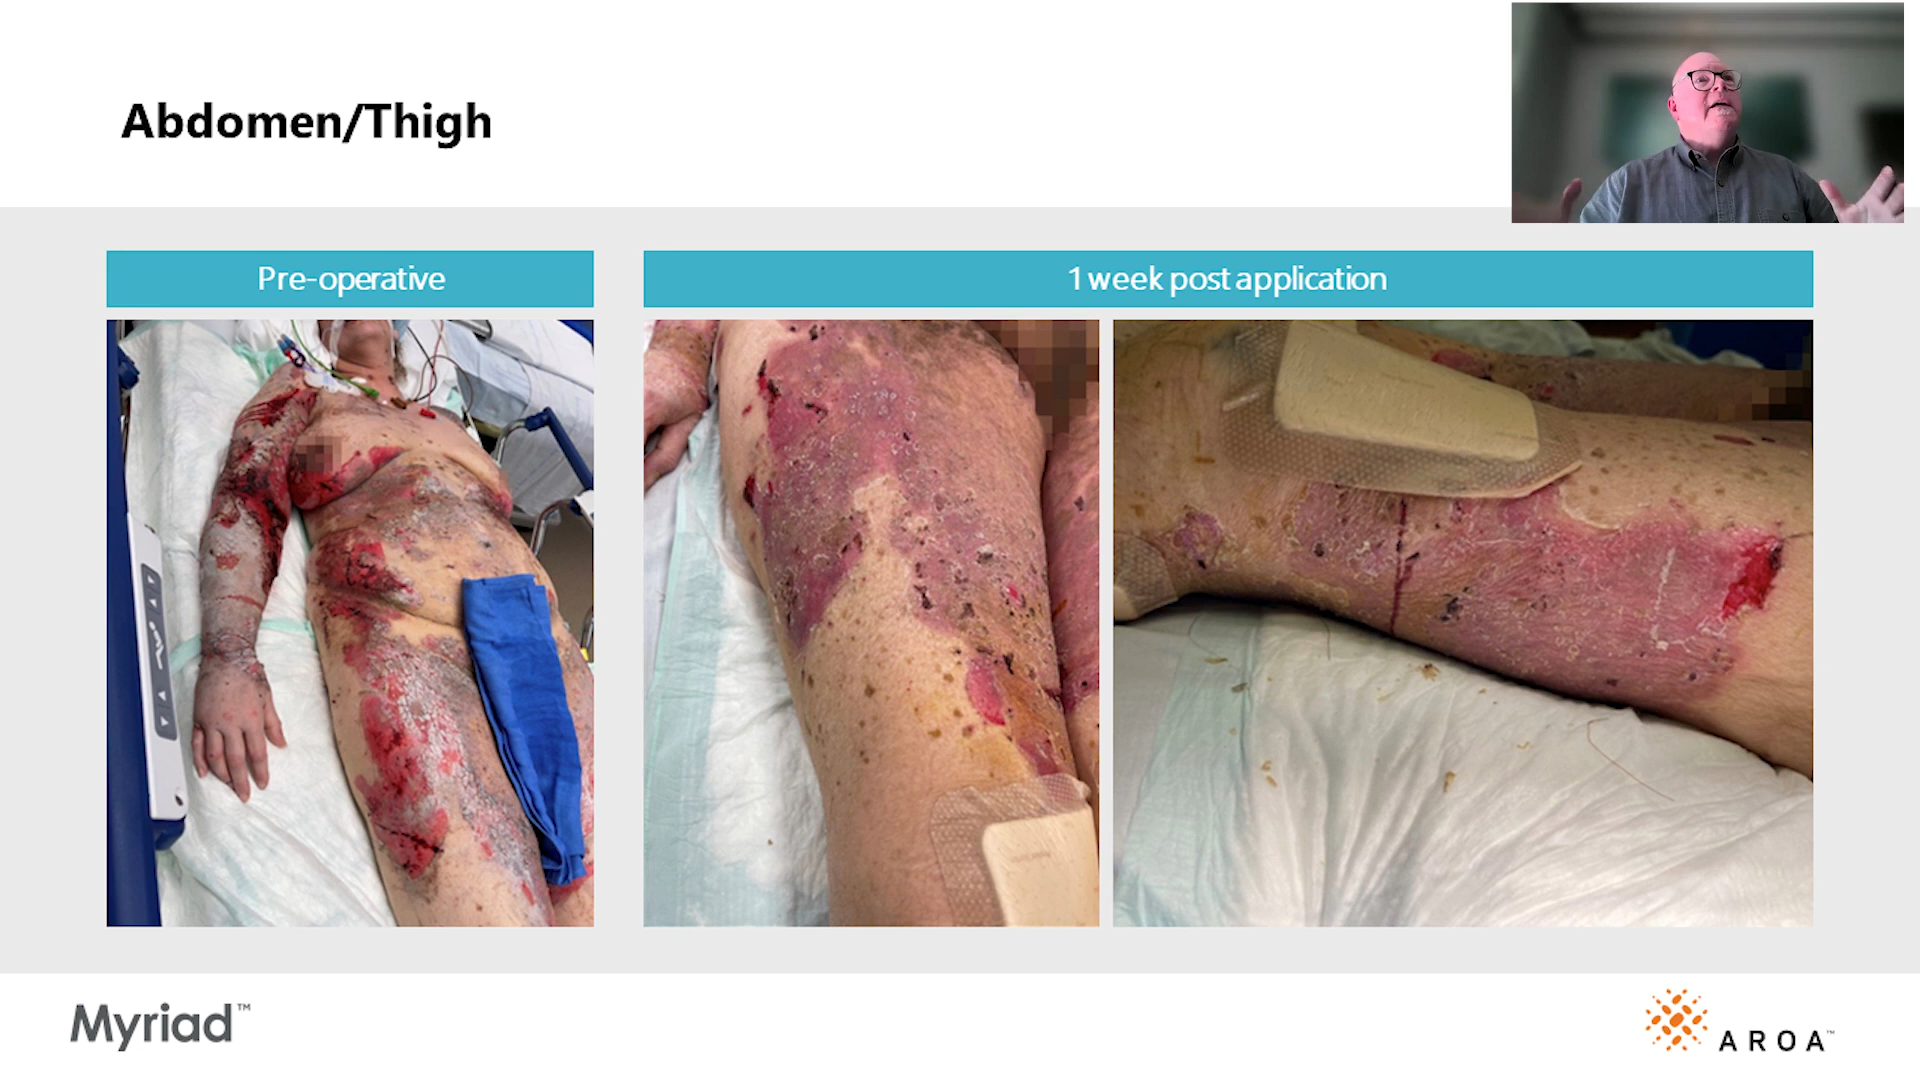 Abdomen/Thigh
Pre-operative
1 week post application
Myriad™
AROA™